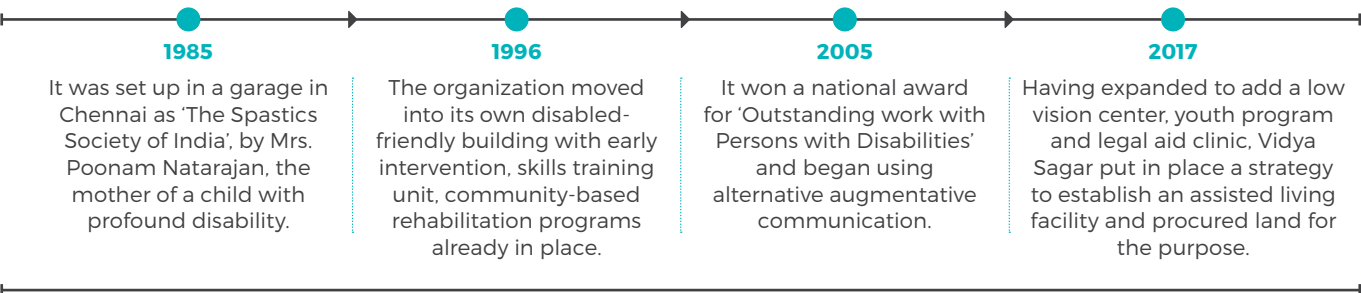 1985
It was set up in a garage in
Chennai as ‘The Spastics
Society of India’, by Mrs.
Poonam Natarajan, the
mother of a child with
profound disability.
1996
The organization moved
into its own disabled-
friendly building with early
intervention, skills training
unit, community-based
rehabilitation programs
already in place.
2005
It won a national award
for ‘Outstanding work with
Persons with Disabilities’
and began using
alternative augmentative
communication.
2017
Having expanded to add a low
vision center, youth program
and legal aid clinic, Vidya
Sagar put in place a strategy
to establish an assisted living
facility and procured land for
the purpose.